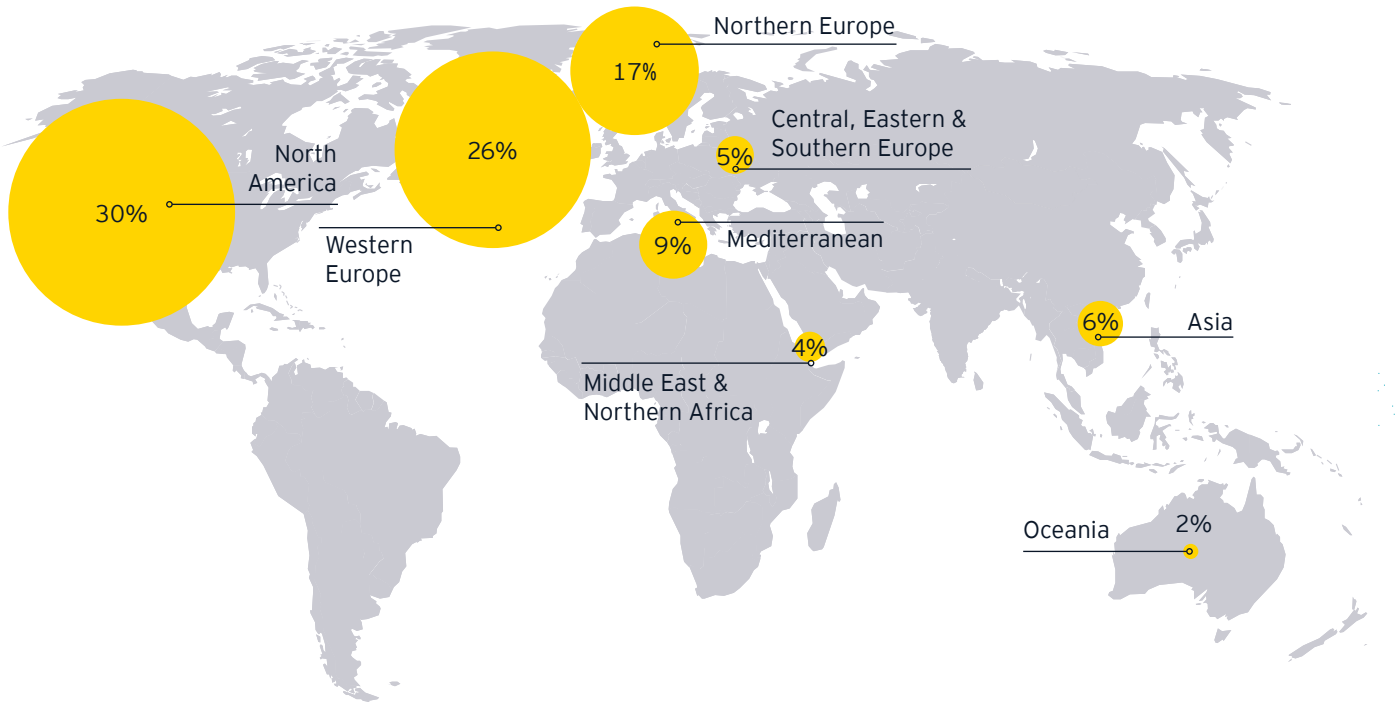 Northern Europe
17%
Central, Eastern &
Southern Europe
5%
26%
North
America
30%
Western
Europe
Mediterranean
9%
6%
Asia
4%
Middle East &
Northern Africa
2%
Oceania